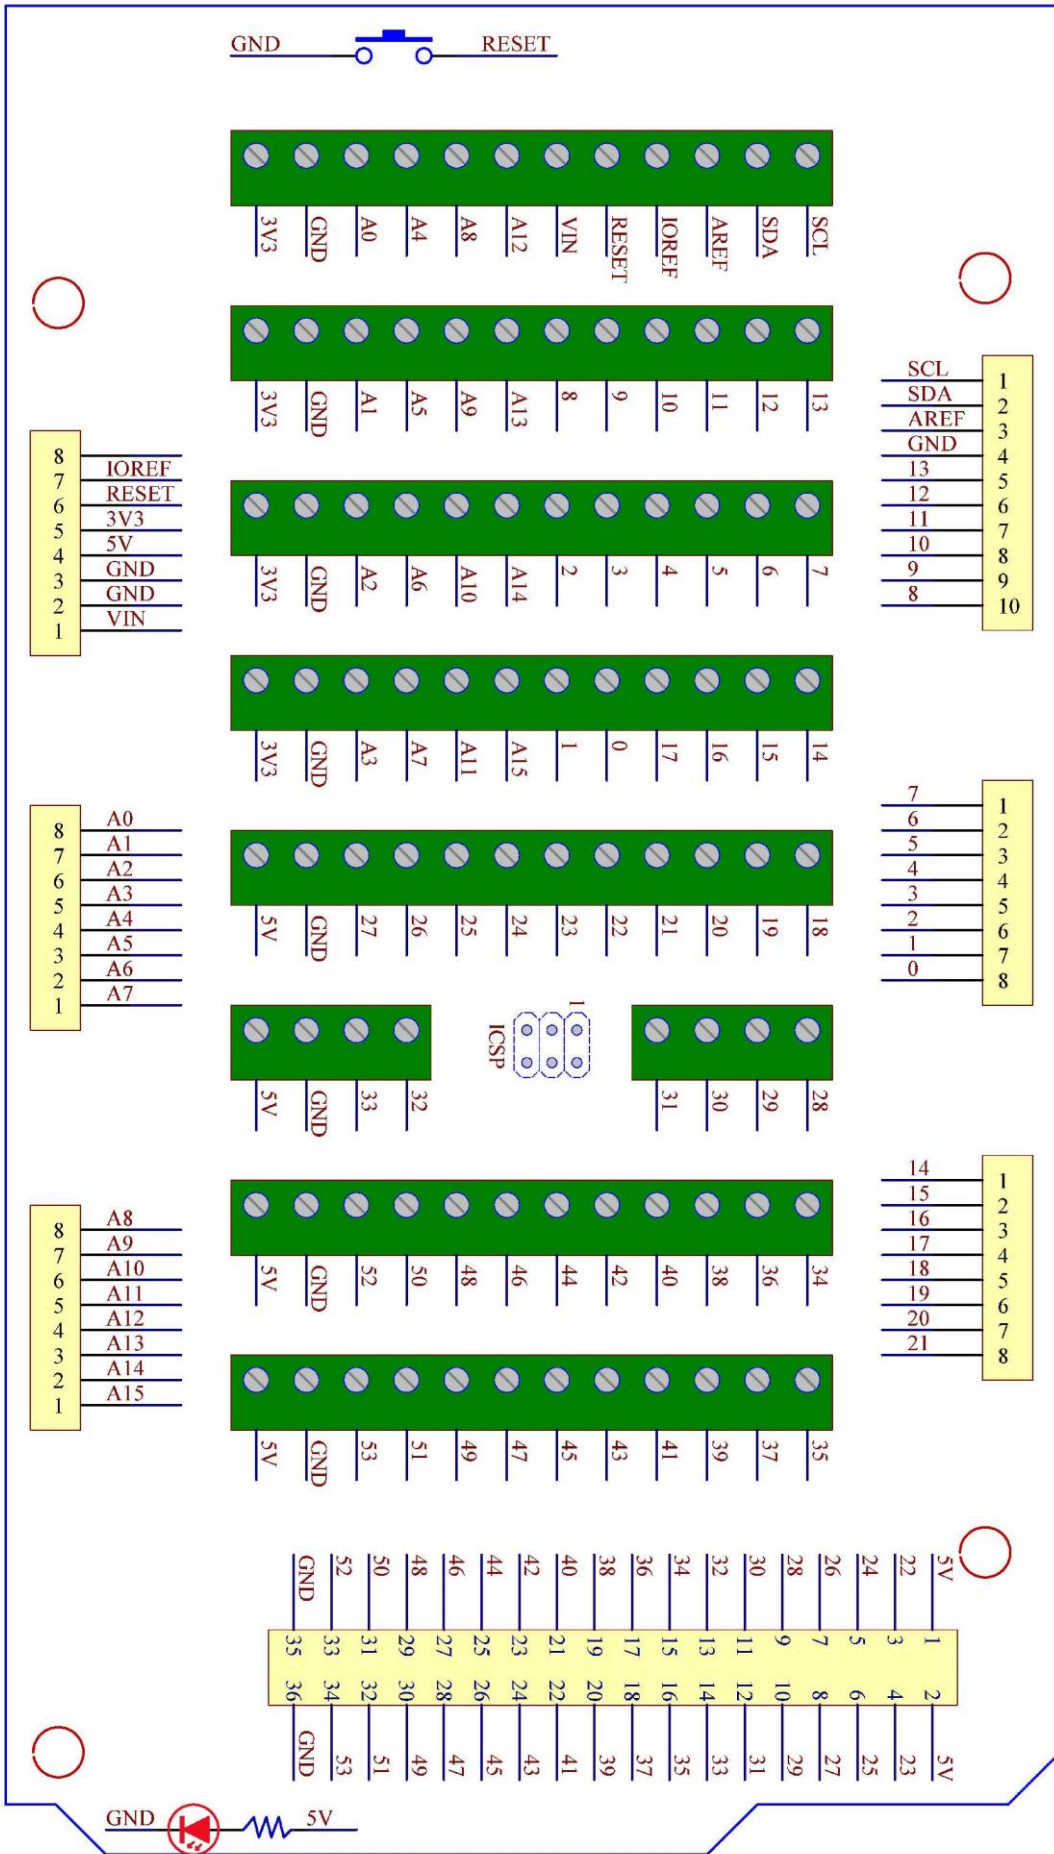 GND RESET
3V3 GND A0 A4 A8 A12 VIN RESET IOREF AREF SDA SCL
3V3 GND A1 A5 A9 A13 8 9 10 11 12 13
SCL 1
SDA 2
AREF 3
GND 4
13 5
12 6
11 7
10 8
9 9
8 10
8
7 IOREF
6 RESET
5 3V3
4 5V
3 GND
2 GND
1 VIN
3V3 GND A2 A6 A10 A14 2 3 4 5 6 7
3V3 GND A3 A7 A11 A15 1 0 17 16 15 14
8 A0
7 A1
6 A2
5 A3
4 A4
3 A5
2 A6
1 A7
5V GND 27 26 25 24 23 22 21 20 19 18
7 1
6 2
5 3
4 4
3 5
2 6
1 7
0 8
5V GND 33 32
ICSP 1
31 30 29 28
5V GND 52 50 48 46 44 42 40 38 36 34
14 1
15 2
16 3
17 4
18 5
19 6
20 7
21 8
8 A8
7 A9
6 A10
5 A11
4 A12
3 A13
2 A14
1 A15
5V GND 53 51 49 47 45 43 41 39 37 35
GND 52 50 48 46 44 42 40 38 36 34 32 30 28 26 24 22 5V
35 33 31 29 27 25 23 21 19 17 15 13 11 9 7 5 3 1
36 34 32 30 28 26 24 22 20 18 16 14 12 10 8 6 4 2
GND 53 51 49 47 45 43 41 39 37 35 33 31 29 27 25 23 5V
GND 5V